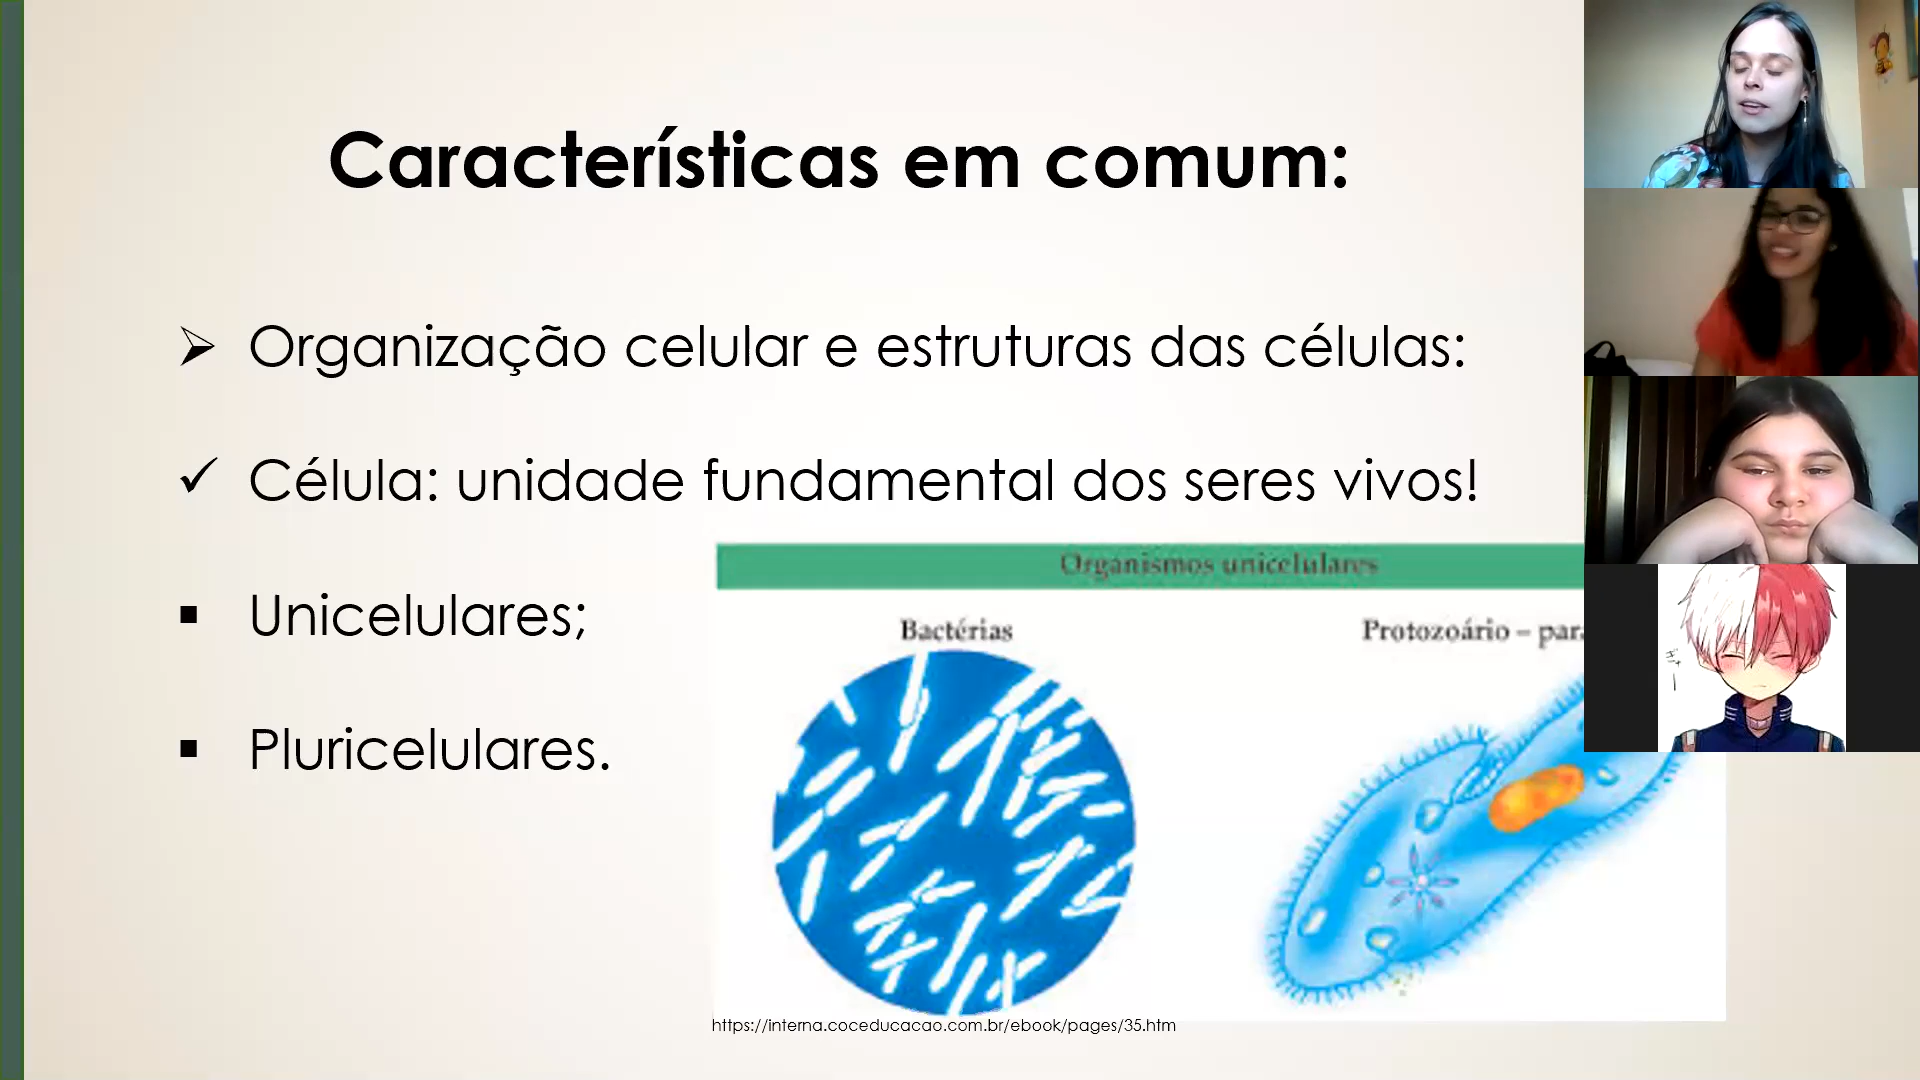 Características em comum:
Organização celular e estruturas das células:
Célula: unidade fundamental dos seres vivos!
Unicelulares;
Pluricelulares.
Organismos unicelulares
Bactérias
Protozoário –
https://interna.coceducacao.com.br/ebook/pages/35.htm